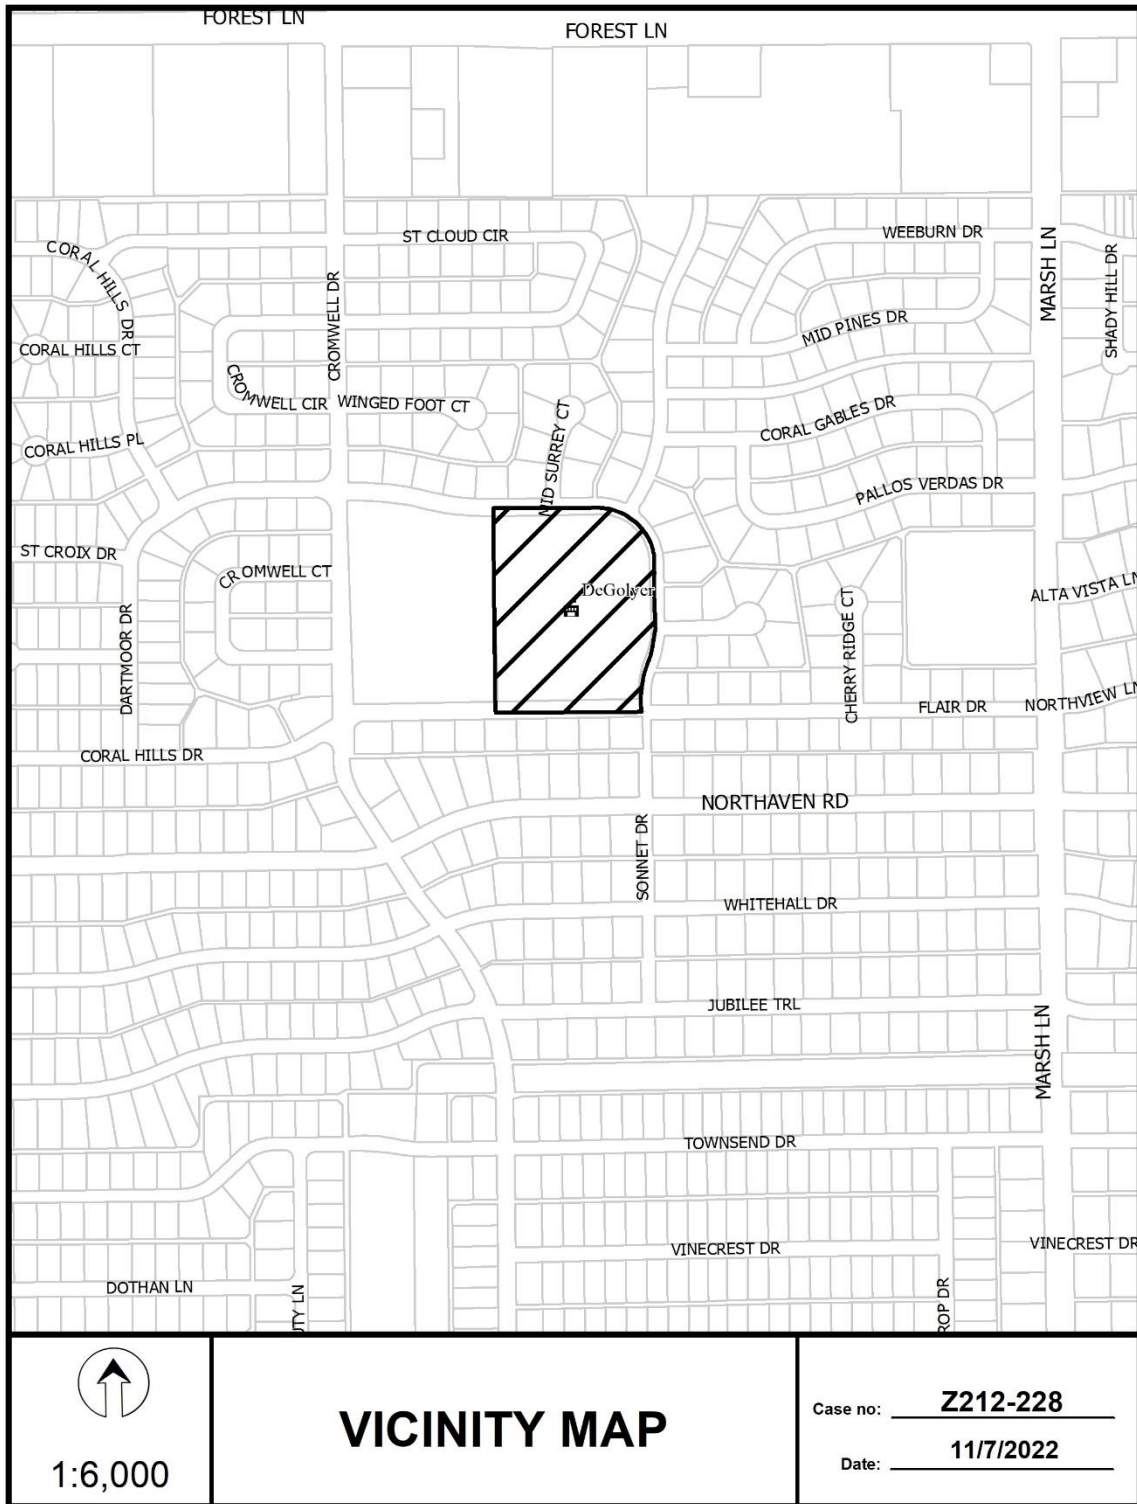 FOREST LN
FOREST LN
CORAL HILLS DR
ST CLOUD CIR
WEEBURN DR
MARSH LN
SHADY HILL DR
CROMWELL DR
MID PINES DR
CORAL HILLS CT
CROMWELL CIR
WINGED FOOT CT
MID SURREY CT
CORAL GABLES DR
CORAL HILLS PL
PALLOS VERDAS DR
ST CROIX DR
CROMWELL CT
DeGolyer
ALTA VISTA LN
DARTMOOR DR
CHERRY RIDGE CT
FLAIR DR
NORTHVIEW LN
CORAL HILLS DR
NORTHAVEN RD
SONNET DR
WHITEHALL DR
JUBILEE TRL
MARSH LN
TOWNSEND DR
VINECREST DR
VINECREST DR
DOTHAN LN
UTY LN
ROP DR
1:6,000
VICINITY MAP
Case no: Z212-228
Date: 11/7/2022